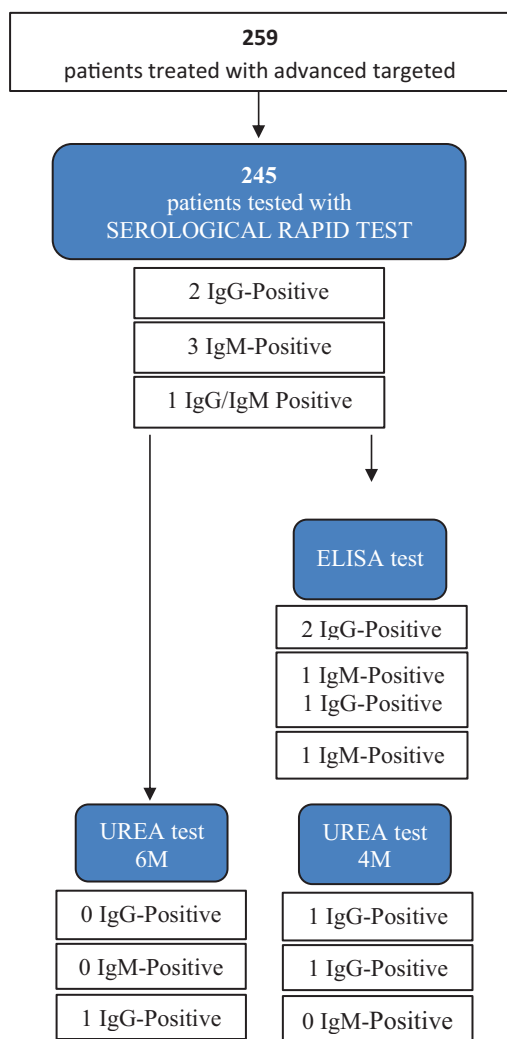 259
patients treated with advanced targeted
245
patients tested with
SEROLOGICAL RAPID TEST
2 IgG-Positive
3 IgM-Positive
1 IgG/IgM Positive
ELISA test
2 IgG-Positive
1 IgM-Positive
1 IgG-Positive
1 IgM-Positive
UREA test
6M
0 IgG-Positive
0 IgM-Positive
1 IgG-Positive
UREA test
4M
1 IgG-Positive
1 IgG-Positive
0 IgM-Positive